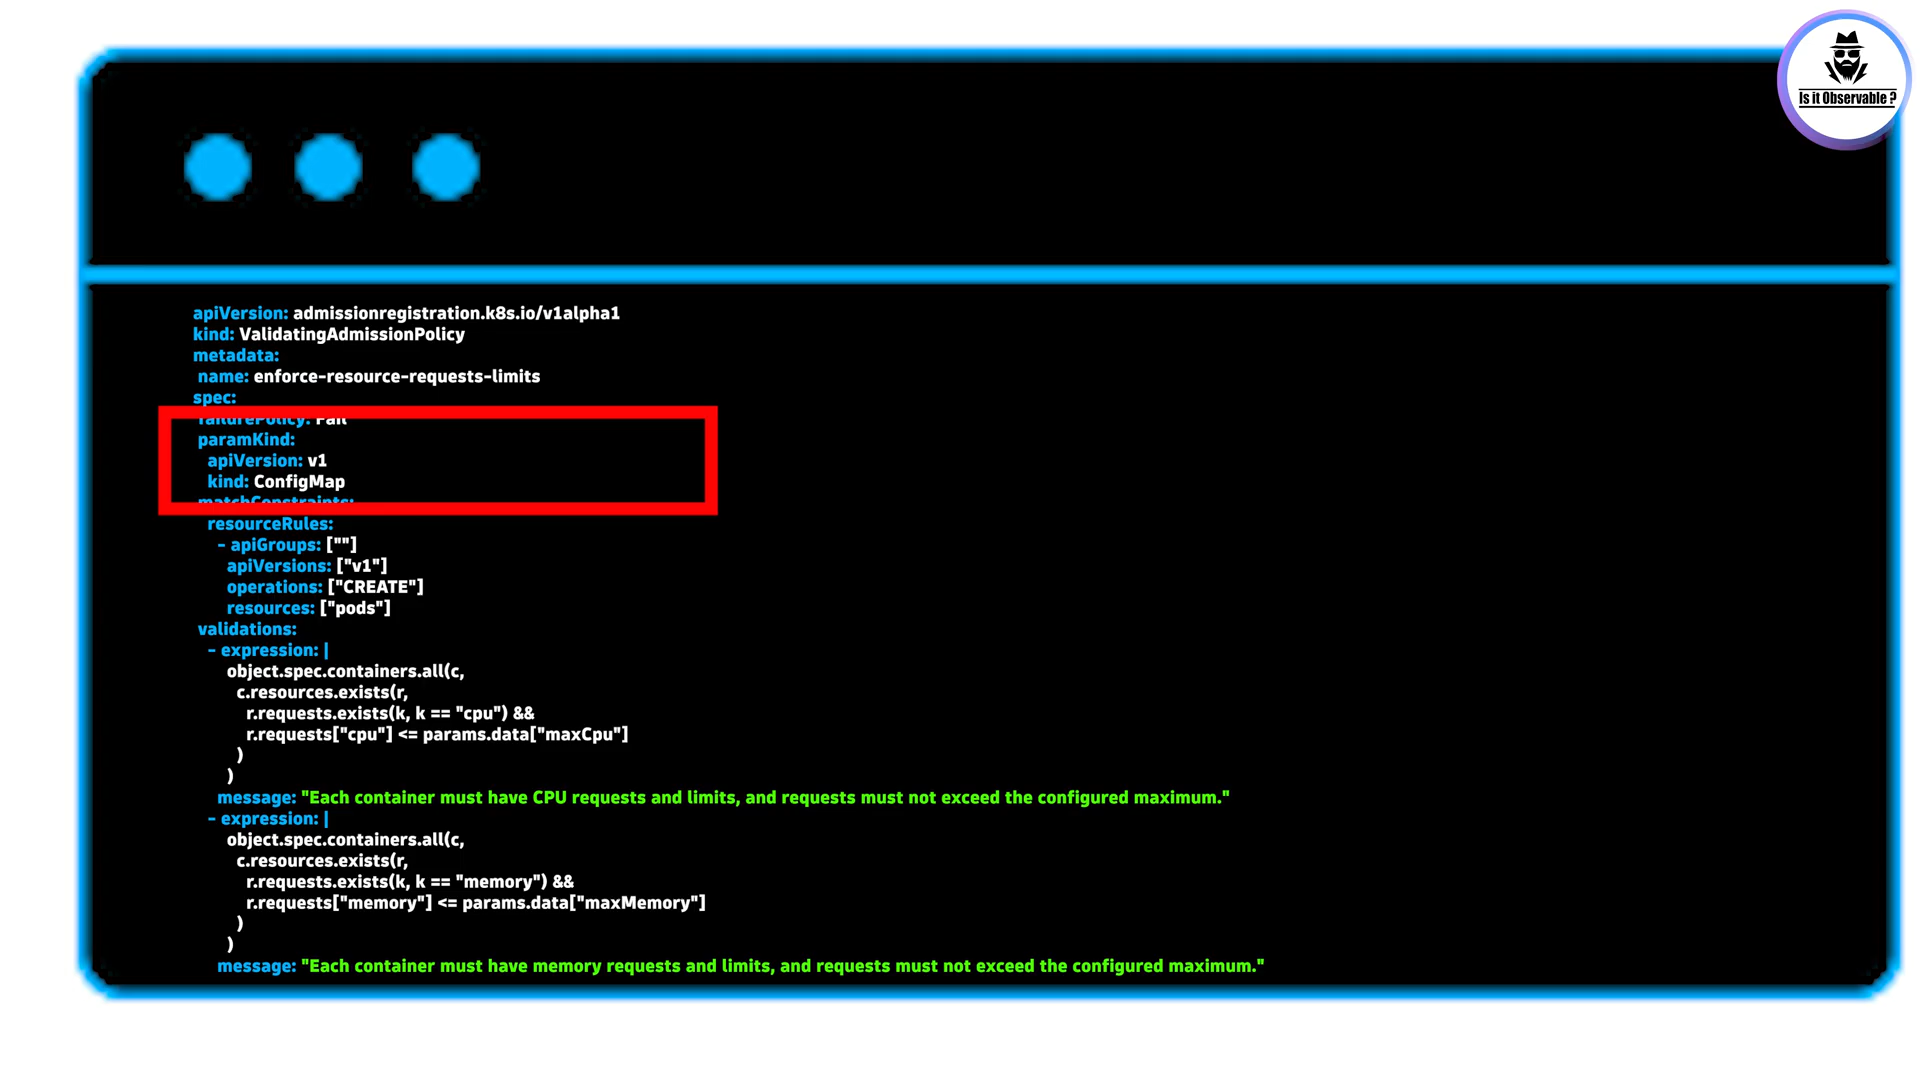 Is it Observable ?
apiVersion: admissionregistration.k8s.io/v1alpha1
kind: ValidatingAdmissionPolicy
metadata:
name: enforce-resource-requests-limits
spec:
failurePolicy: Fail
paramKind:
apiVersion: v1
kind: ConfigMap
matchConstraints:
resourceRules:
- apiGroups: [""]
apiVersions: ["v1"]
operations: ["CREATE"]
resources: ["pods"]
validations:
- expression: |
object.spec.containers.all(c,
c.resources.exists(r,
r.requests.exists(k, k == "cpu") &&
r.requests["cpu"] <= params.data["maxCpu"]
)
)
message: "Each container must have CPU requests and limits, and requests must not exceed the configured maximum."
- expression: |
object.spec.containers.all(c,
c.resources.exists(r,
r.requests.exists(k, k == "memory") &&
r.requests["memory"] <= params.data["maxMemory"]
)
)
message: "Each container must have memory requests and limits, and requests must not exceed the configured maximum."